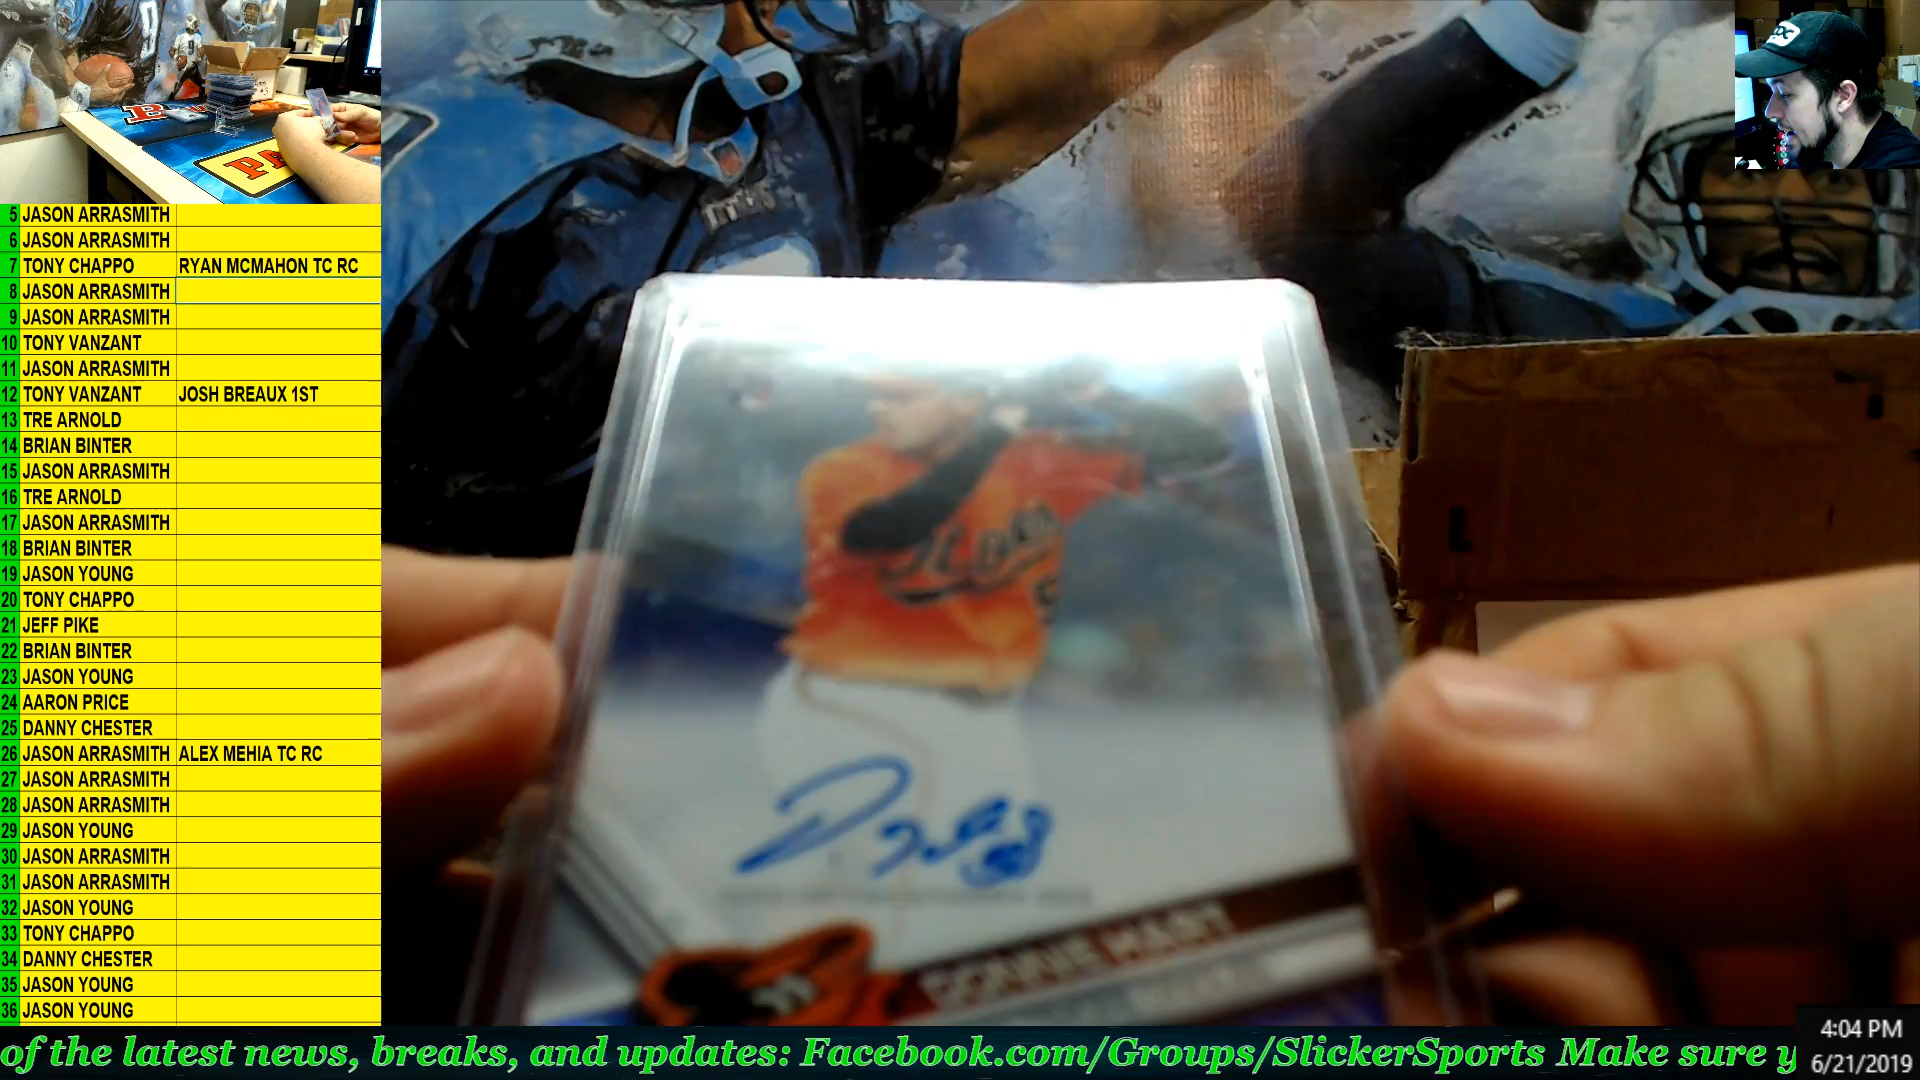 5 JASON ARRASMITH
6 JASON ARRASMITH
7 TONY CHAPPO RYAN MCMAHON TC RC
8 JASON ARRASMITH
9 JASON ARRASMITH
10 TONY VANZANT
11 JASON ARRASMITH
12 TONY VANZANT JOSH BREAUX 1ST
13 TRE ARNOLD
14 BRIAN BINTER
15 JASON ARRASMITH
16 TRE ARNOLD
17 JASON ARRASMITH
18 BRIAN BINTER
19 JASON YOUNG
20 TONY CHAPPO
21 JEFF PIKE
22 BRIAN BINTER
23 JASON YOUNG
24 AARON PRICE
25 DANNY CHESTER
26 JASON ARRASMITH ALEX MEHIA TC RC
27 JASON ARRASMITH
28 JASON ARRASMITH
29 JASON YOUNG
30 JASON ARRASMITH
31 JASON ARRASMITH
32 JASON YOUNG
33 TONY CHAPPO
34 DANNY CHESTER
35 JASON YOUNG
36 JASON YOUNG
DONNIE HART
of the latest news, breaks, and updates: Facebook.com/Groups/SlickerSports Make sure y
4:04 PM
6/21/2019